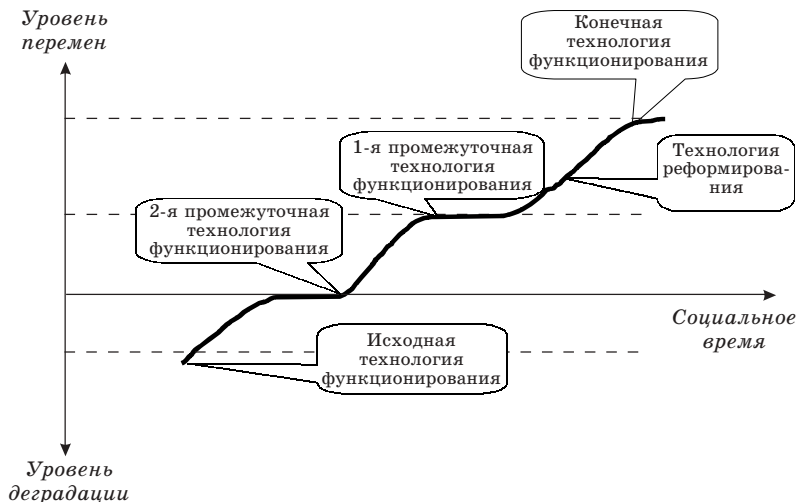 Уровень
перемен
Конечная
технология
функционирования
1-я промежуточная
технология
функционирования
Технология
реформирова-
ния
2-я промежуточная
технология
функционирования
Социальное
время
Исходная
технология
функционирования
Уровень
деградации